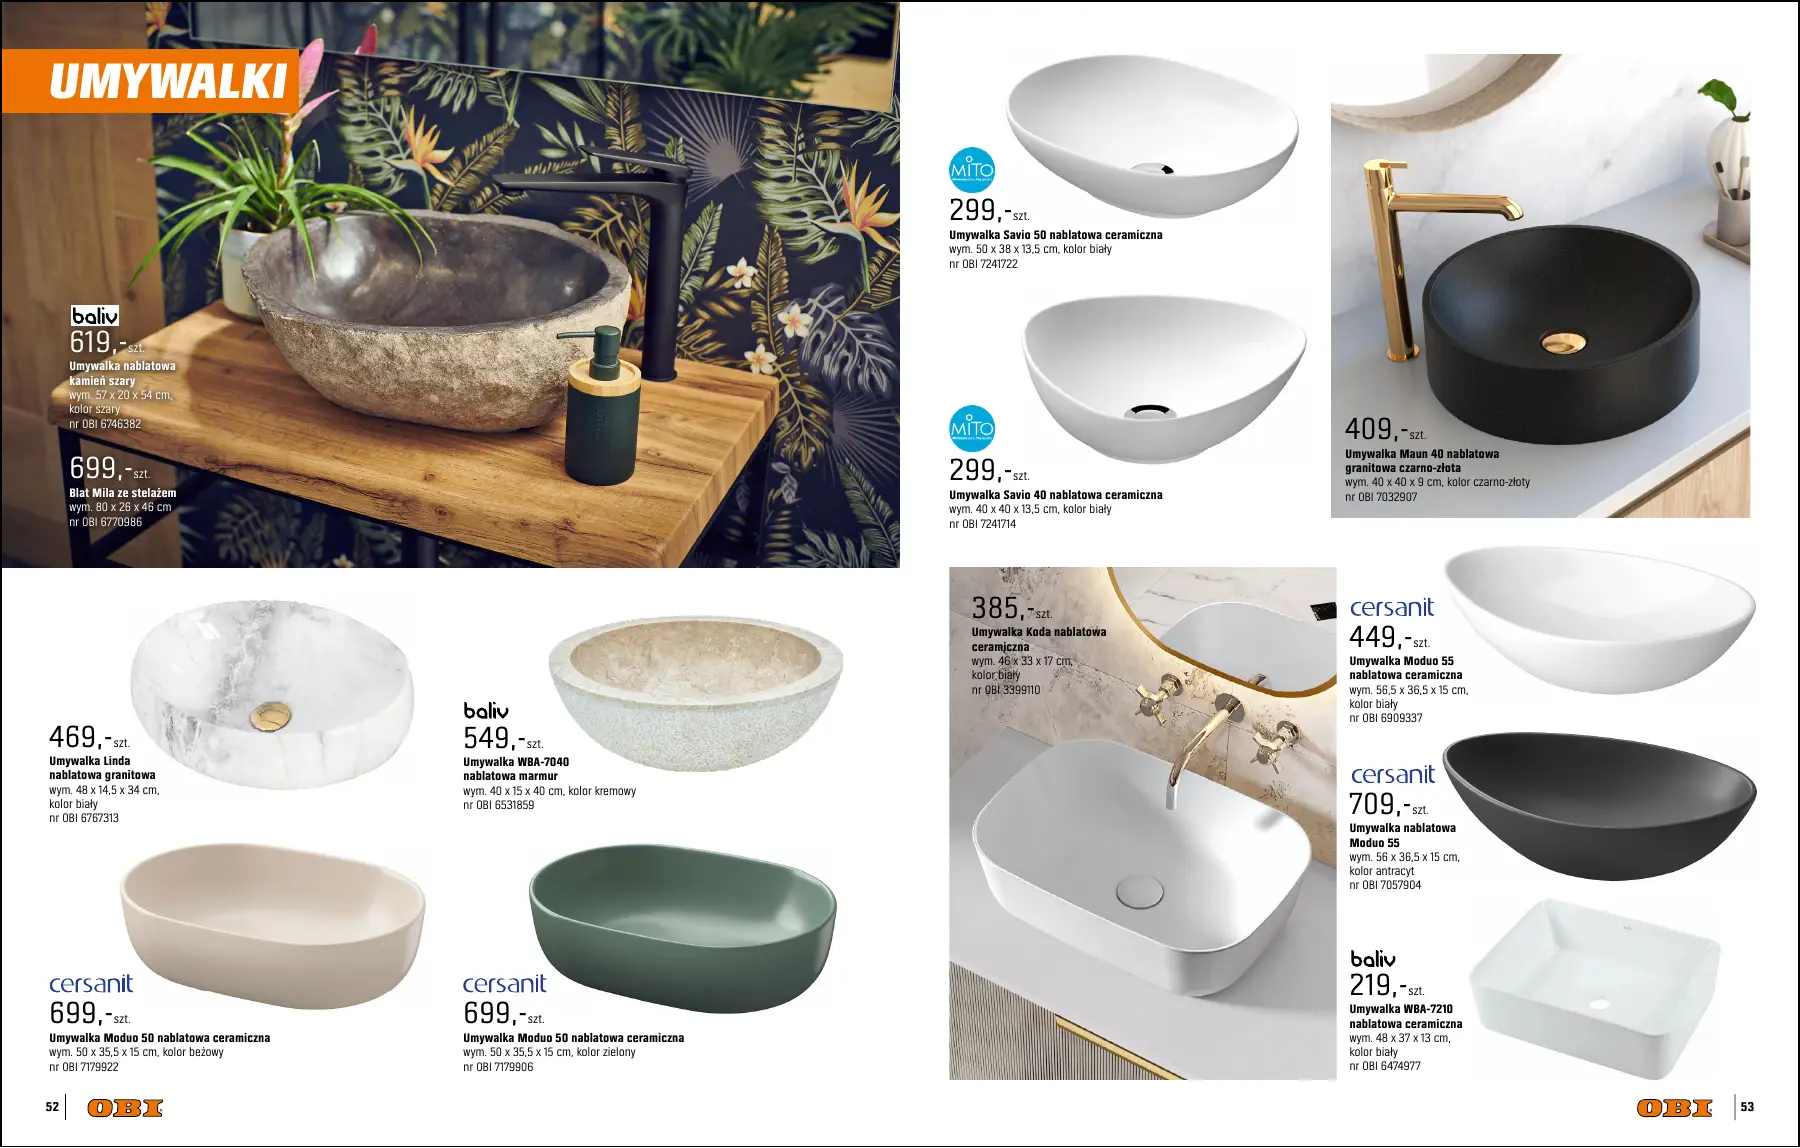 UMYWALKI
baliv
619,-szt.
Umywalka nablatowa
kamień szary
wym. 57 x 20 x 54 cm,
kolor szary
nr OBI 6746382
699,-szt.
Blat Mila ze stelażem
wym. 80 x 26 x 46 cm
nr OBI 6770986
469,-szt.
Umywalka Linda
nablatowa granitowa
wym. 48 x 14,5 x 34 cm,
kolor biały
nr OBI 6767313
baliv
549,-szt.
Umywalka WBA-7040
nablatowa marmur
wym. 40 x 15 x 40 cm, kolor kremowy
nr OBI 6531859
cersanit
699,-szt.
Umywalka Moduo 50 nablatowa ceramiczna
wym. 50 x 35,5 x 15 cm, kolor beżowy
nr OBI 7179922
cersanit
699,-szt.
Umywalka Moduo 50 nablatowa ceramiczna
wym. 50 x 35,5 x 15 cm, kolor zielony
nr OBI 7179906
52
OBI
MITO
299,-szt.
Umywalka Savio 50 nablatowa ceramiczna
wym. 50 x 38 x 13,5 cm, kolor biały
nr OBI 7241722
MITO
299,-szt.
Umywalka Savio 40 nablatowa ceramiczna
wym. 40 x 40 x 13,5 cm, kolor biały
nr OBI 7241714
409,-szt.
Umywalka Maun 40 nablatowa
granitowa czarno-złota
wym. 40 x 40 x 9 cm, kolor czarno-złoty
nr OBI 7032907
385,-szt.
Umywalka Koda nablatowa
ceramiczna
wym. 46 x 33 x 17 cm,
kolor biały
nr OBI 3399110
cersanit
449,-szt.
Umywalka Moduo 55
nablatowa ceramiczna
wym. 56,5 x 36,5 x 15 cm,
kolor biały
nr OBI 6909337
cersanit
709,-szt.
Umywalka nablatowa
Moduo 55
wym. 56 x 36,5 x 15 cm,
kolor antracyt
nr OBI 7057904
baliv
219,-szt.
Umywalka WBA-7210
nablatowa ceramiczna
wym. 48 x 37 x 13 cm,
kolor biały
nr OBI 6474977
OBI
53